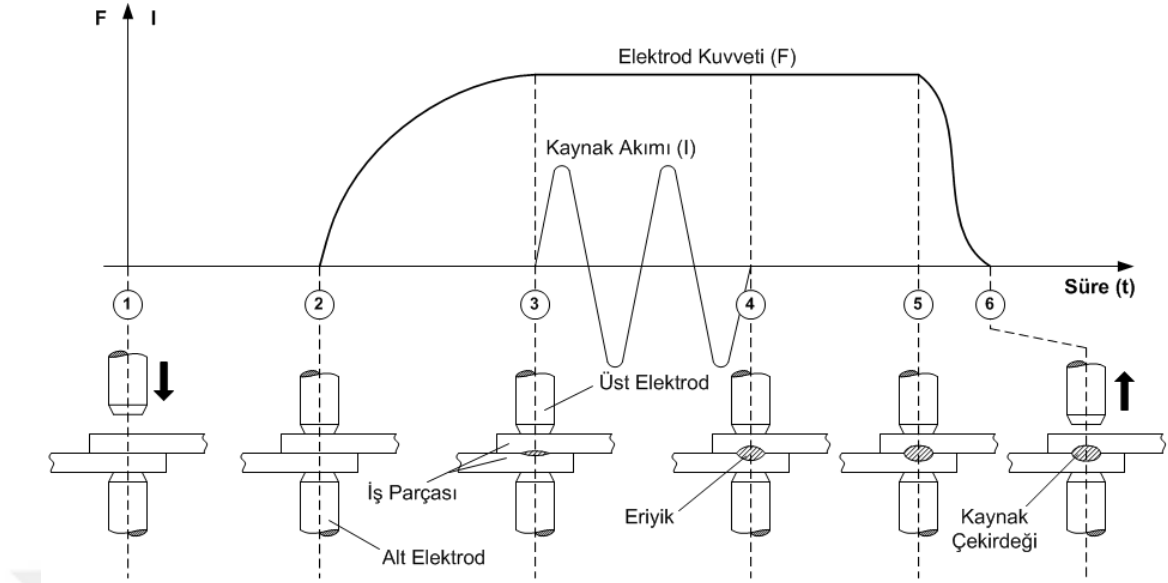 F I
Elektrod Kuvveti (F)
Kaynak Akımı (I)
1
2
3
4
5
6
Süre (t)
Üst Elektrod
İş Parçası
Alt Elektrod
Eriyik
Kaynak
Çekirdeği